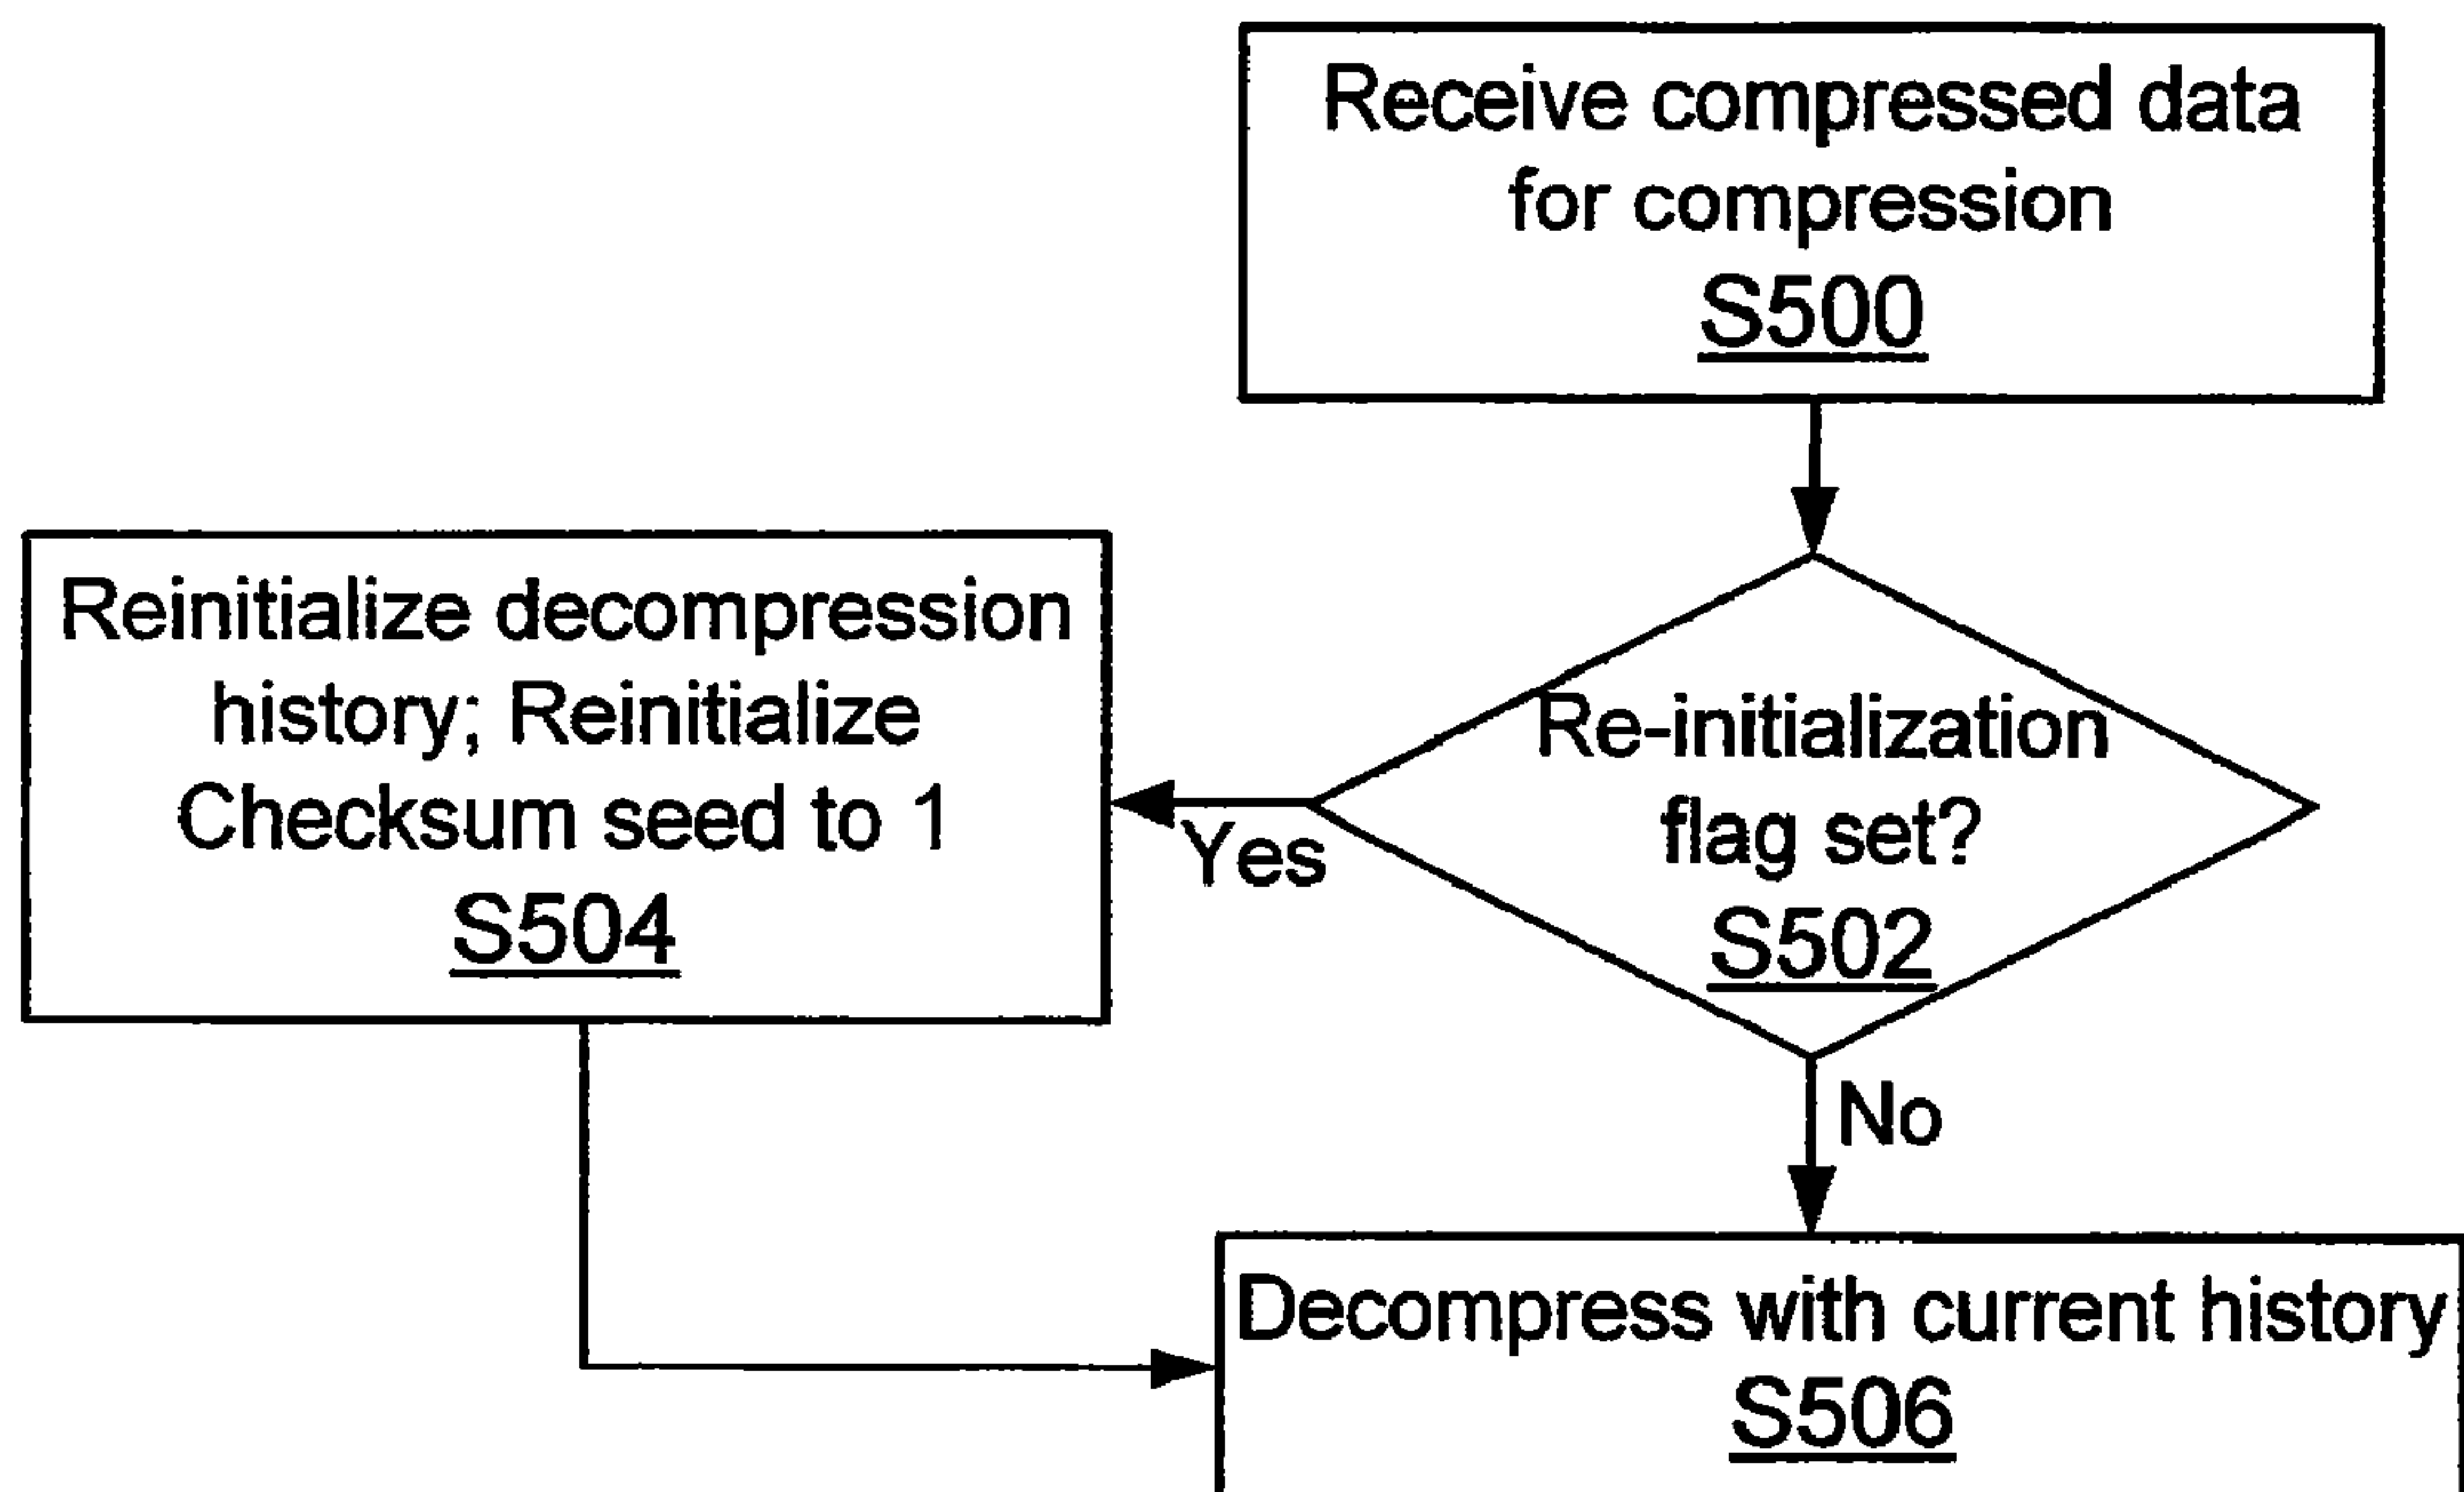 Receive compressed data
for compression
S500
Reinitialize decompression
history; Reinitialize
Checksum seed to 1
S504
Re-initialization
flag set?
S502
Yes
No
Decompress with current history
S506